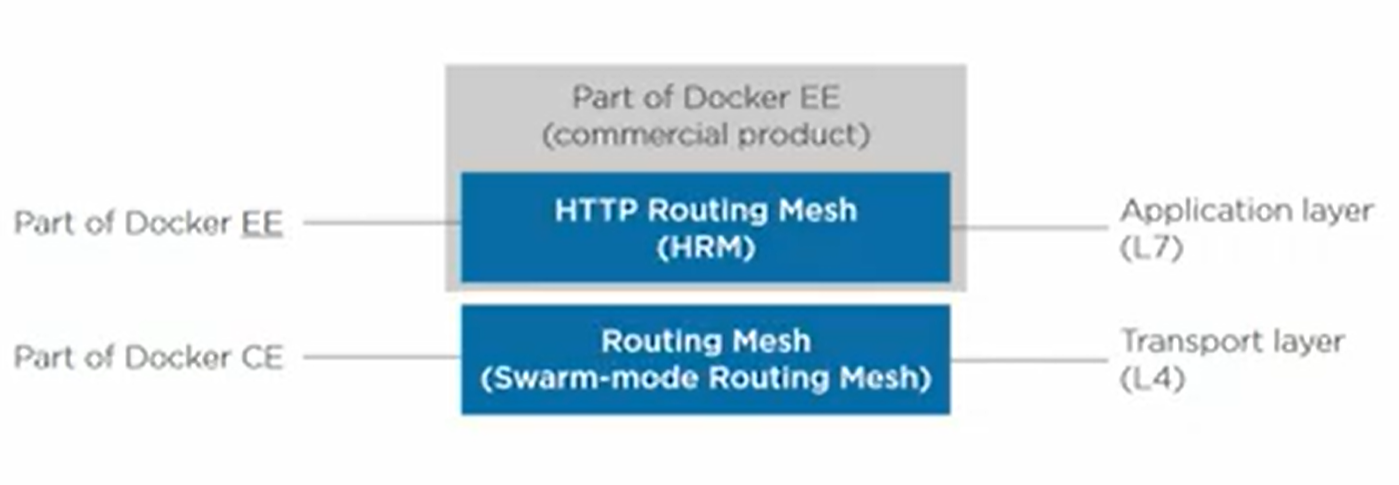 Part of Docker EE
(commercial product)
Part of Docker EE
HTTP Routing Mesh
(HRM)
Application layer
(L7)
Part of Docker CE
Routing Mesh
(Swarm-mode Routing Mesh)
Transport layer
(L4)